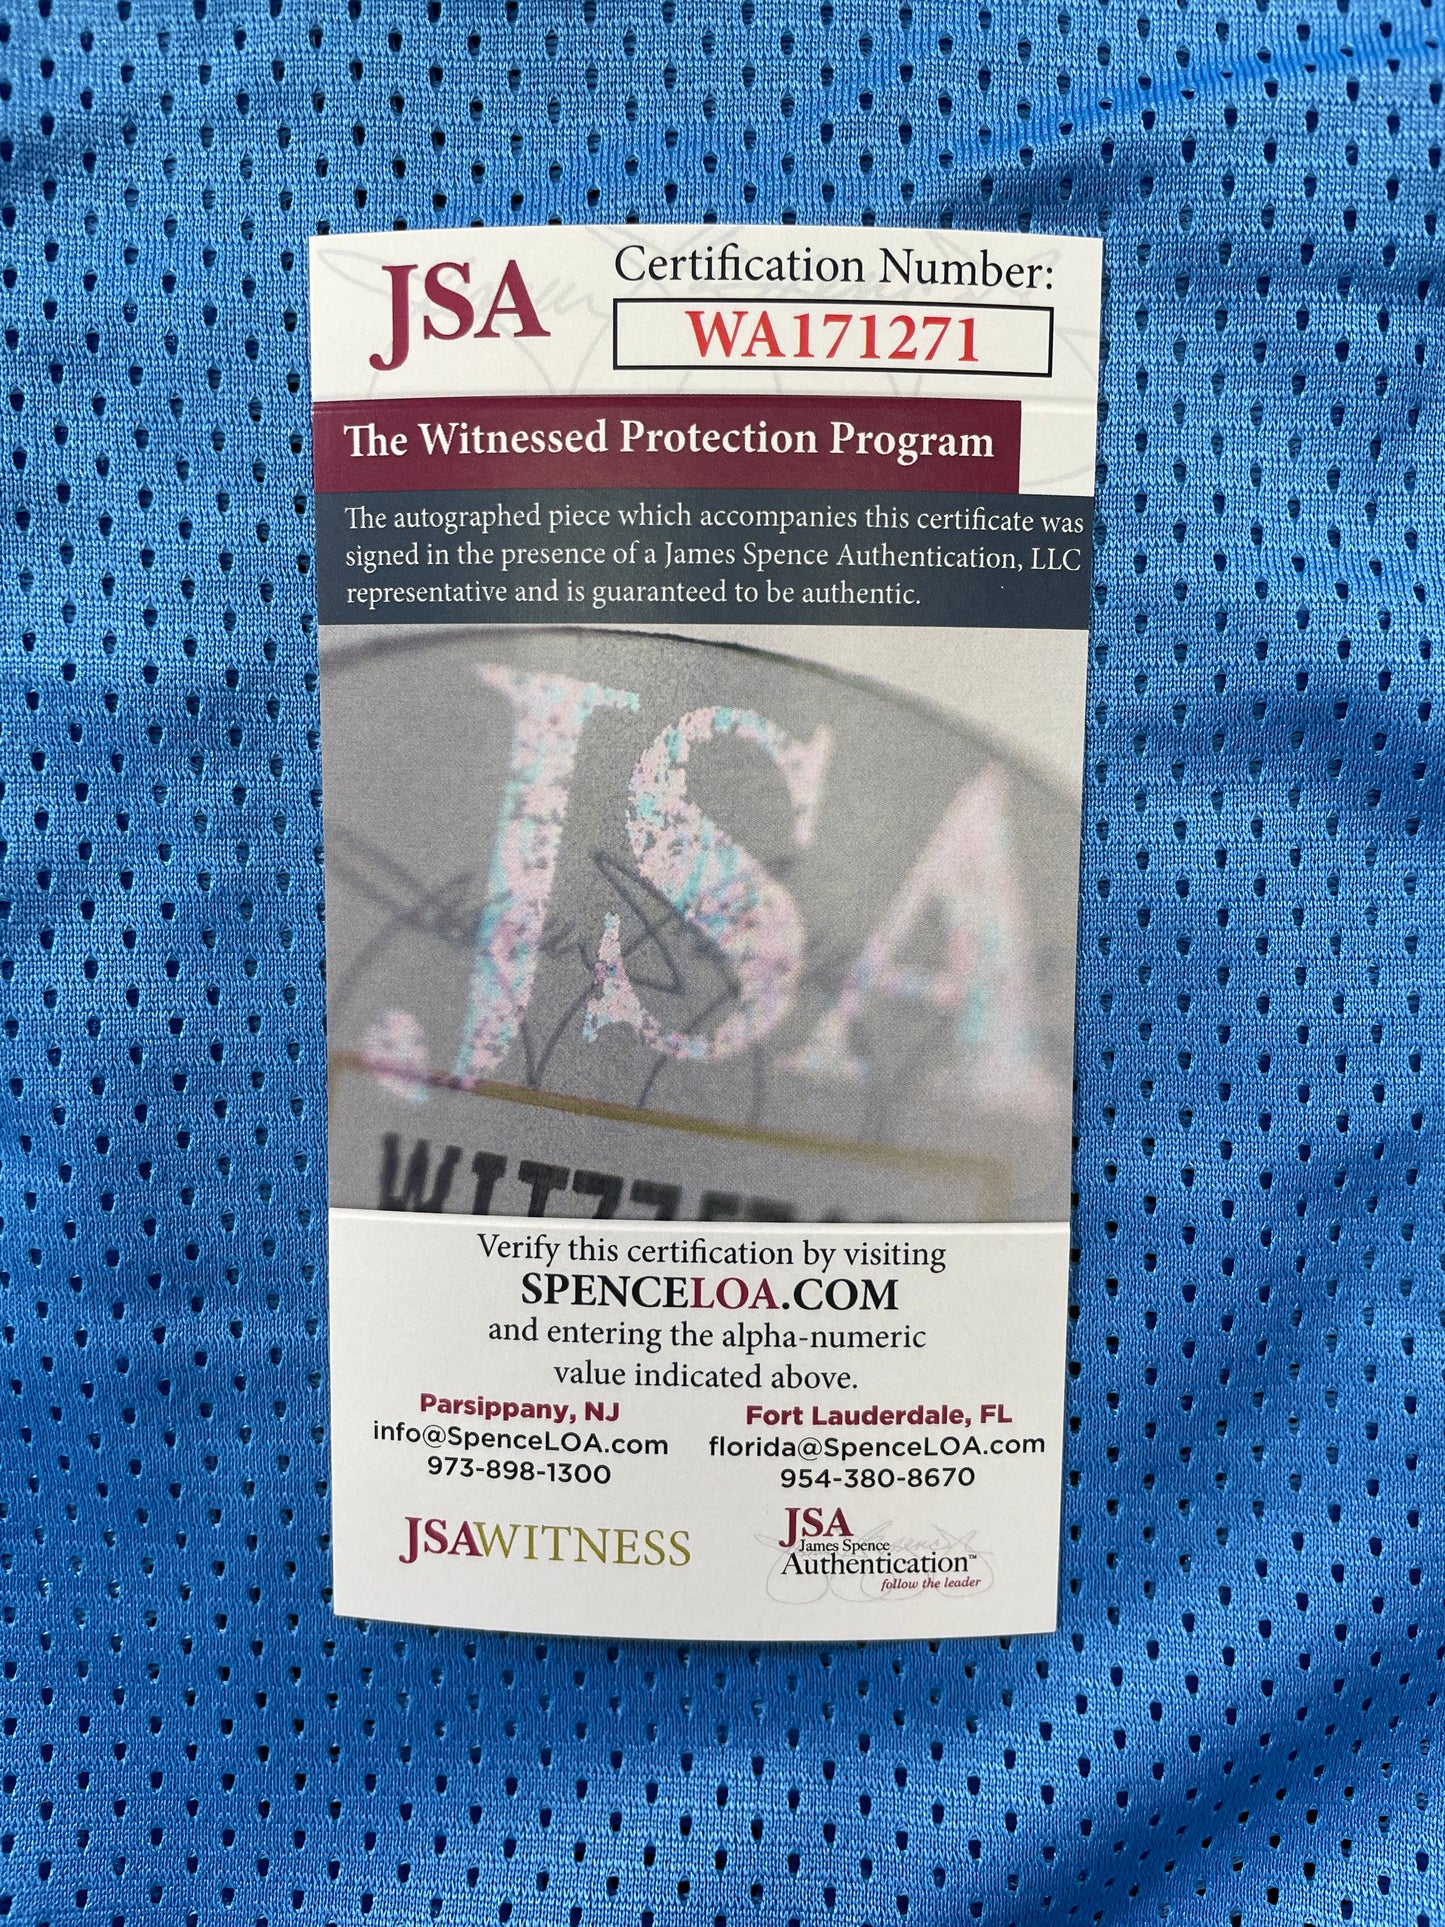 JSA
Certification Number:
WA171271
The Witnessed Protection Program
The autographed piece which accompanies this certificate was
signed in the presence of a James Spence Authentication, LLC
representative and is guaranteed to be authentic.
JSA
Verify this certification by visiting
SPENCELOA.COM
and entering the alpha-numeric
value indicated above.
Parsippany, NJ
info@SpenceLOA.com
973-898-1300
Fort Lauderdale, FL
florida@SpenceLOA.com
954-380-8670
JSAWITNESS
JSA
James Spence
Authentication™
follow the leader